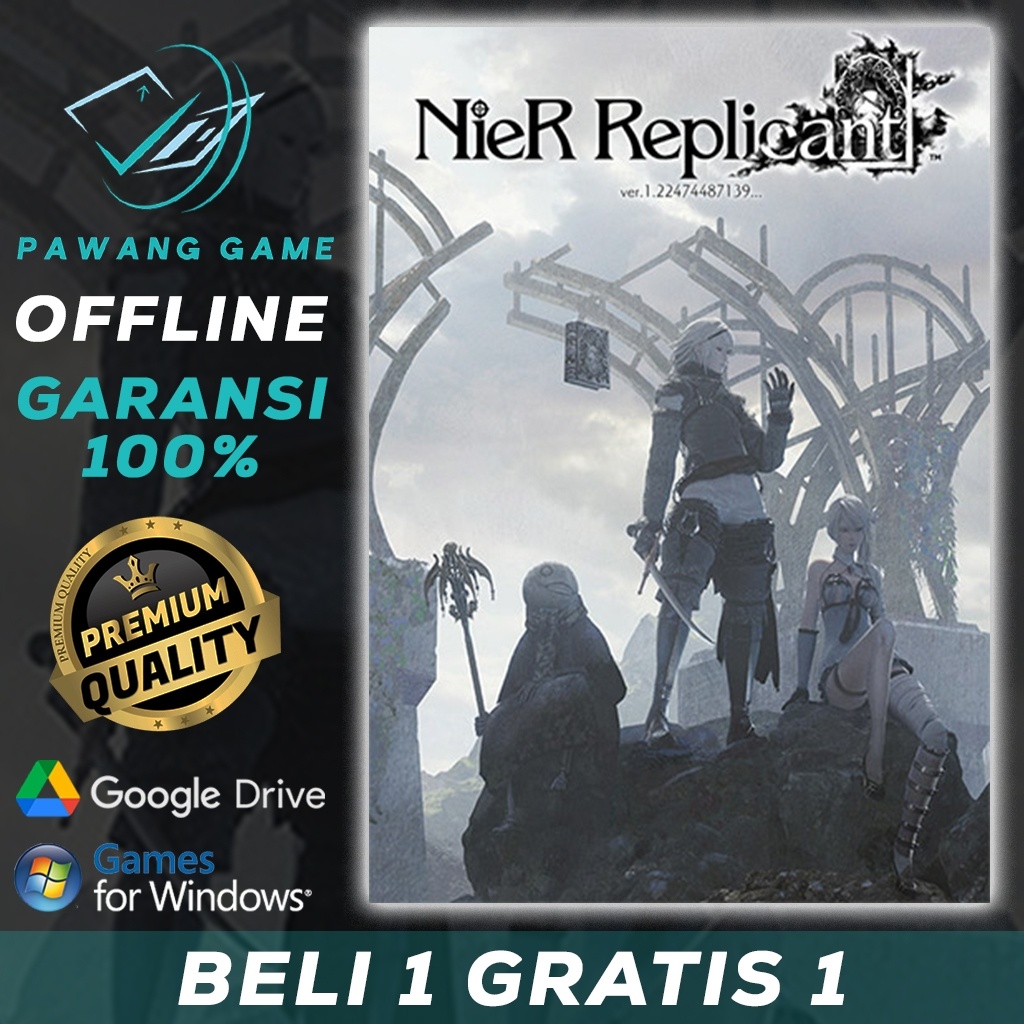 PAWANG GAME
OFFLINE
GARANSI
100%
PREMIUM QUALITY
PREMIUM
QUALITY
Google Drive
Games
for Windows®
NieR Replicant™
ver.1.22474487139...
BELI 1 GRATIS 1